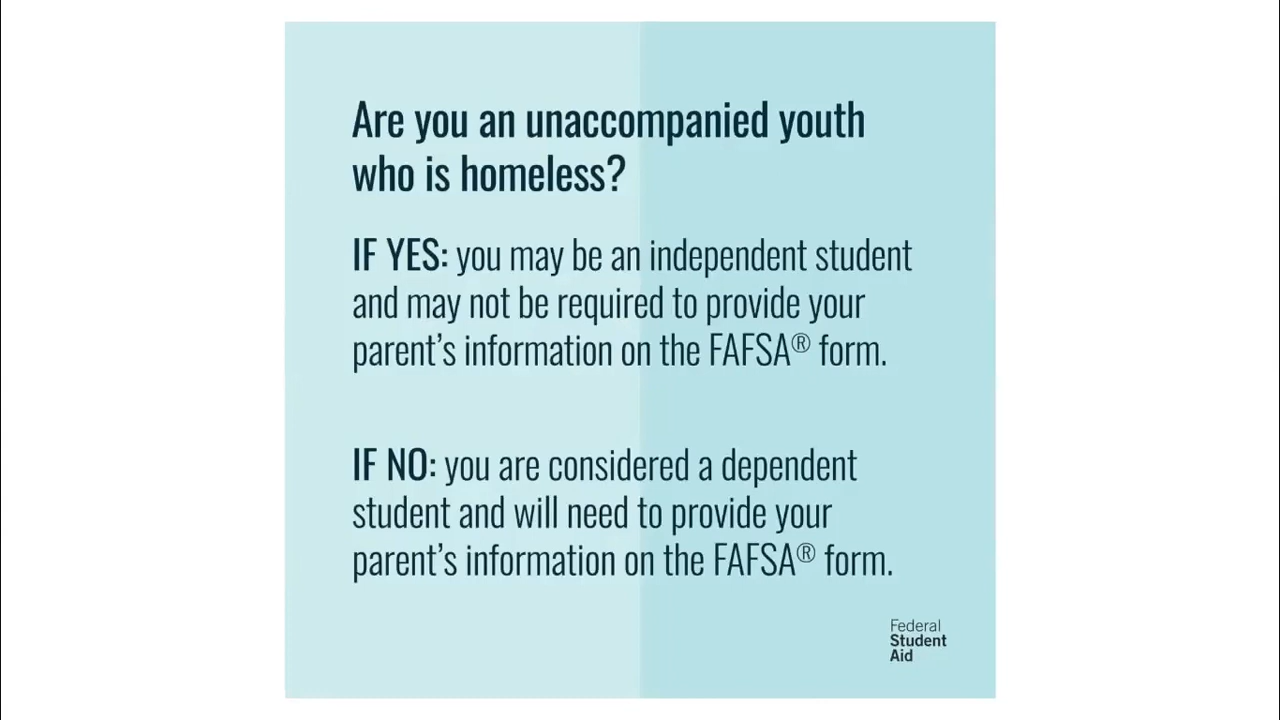 Are you an unaccompanied youth
who is homeless?
IF YES: you may be an independent student
and may not be required to provide your
parent’s information on the FAFSA® form.
IF NO: you are considered a dependent
student and will need to provide your
parent’s information on the FAFSA® form.
Federal
Student
Aid